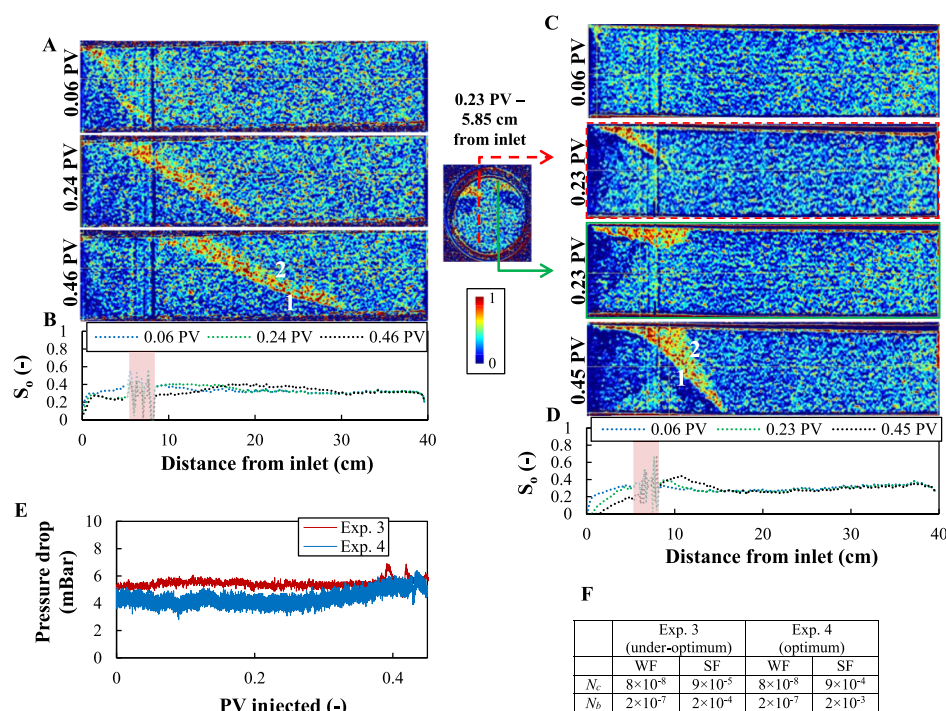 A
0.06 PV
0.24 PV
0.46 PV
2
1
B
0.06 PV 0.24 PV 0.46 PV
So (-)
1
0.8
0.6
0.4
0.2
0
0 10 20 30 40
Distance from inlet (cm)
0.23 PV –
5.85 cm
from inlet
1
0
C
0.06 PV
0.23 PV
0.23 PV
0.45 PV
2
1
D
0.06 PV 0.23 PV 0.45 PV
So (-)
1
0.8
0.6
0.4
0.2
0
0 10 20 30 40
Distance from inlet (cm)
E
Pressure drop
(mBar)
10
8
6
4
2
0
Exp. 3
Exp. 4
0 0.2 0.4
PV injected (-)
F
Exp. 3 Exp. 4
(under-optimum) (optimum)
WF SF WF SF
Nc 8×10-8 9×10-5 8×10-8 9×10-4
Nb 2×10-7 2×10-4 2×10-7 2×10-3